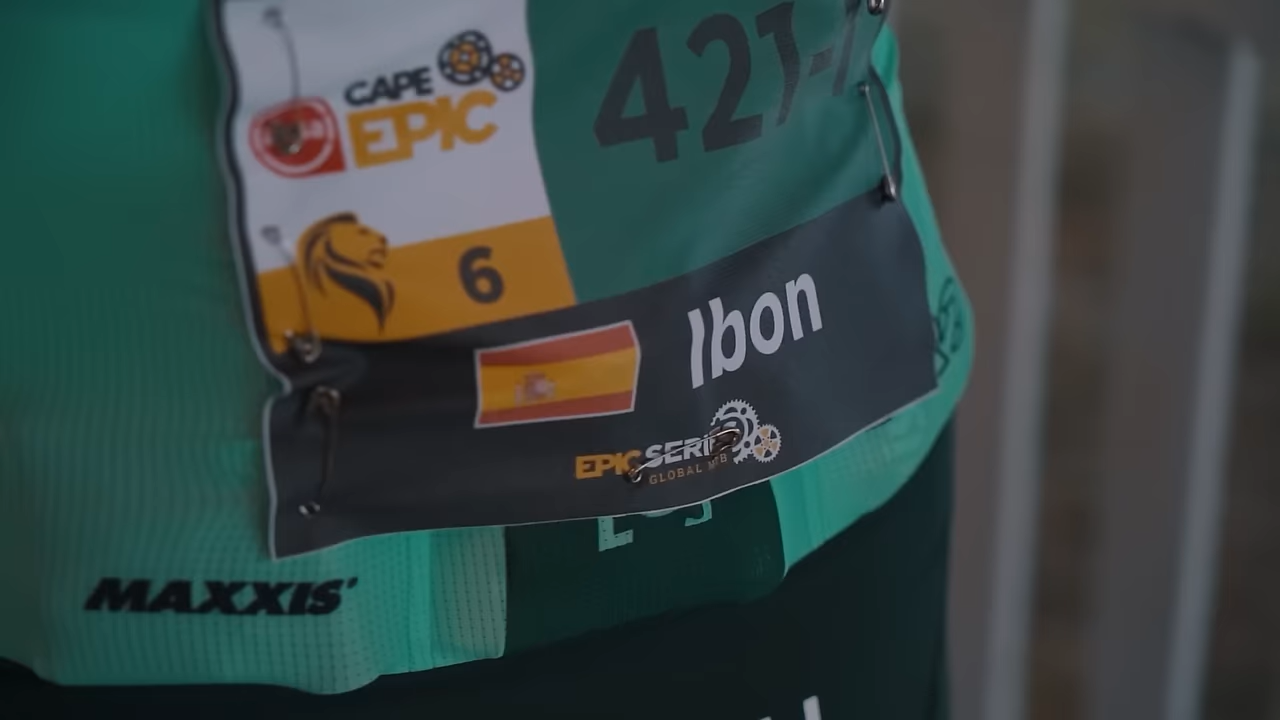 CAPE
EPIC
421-
6
Ibon
EPIC SERIES
GLOBAL MTB
MAXXIS